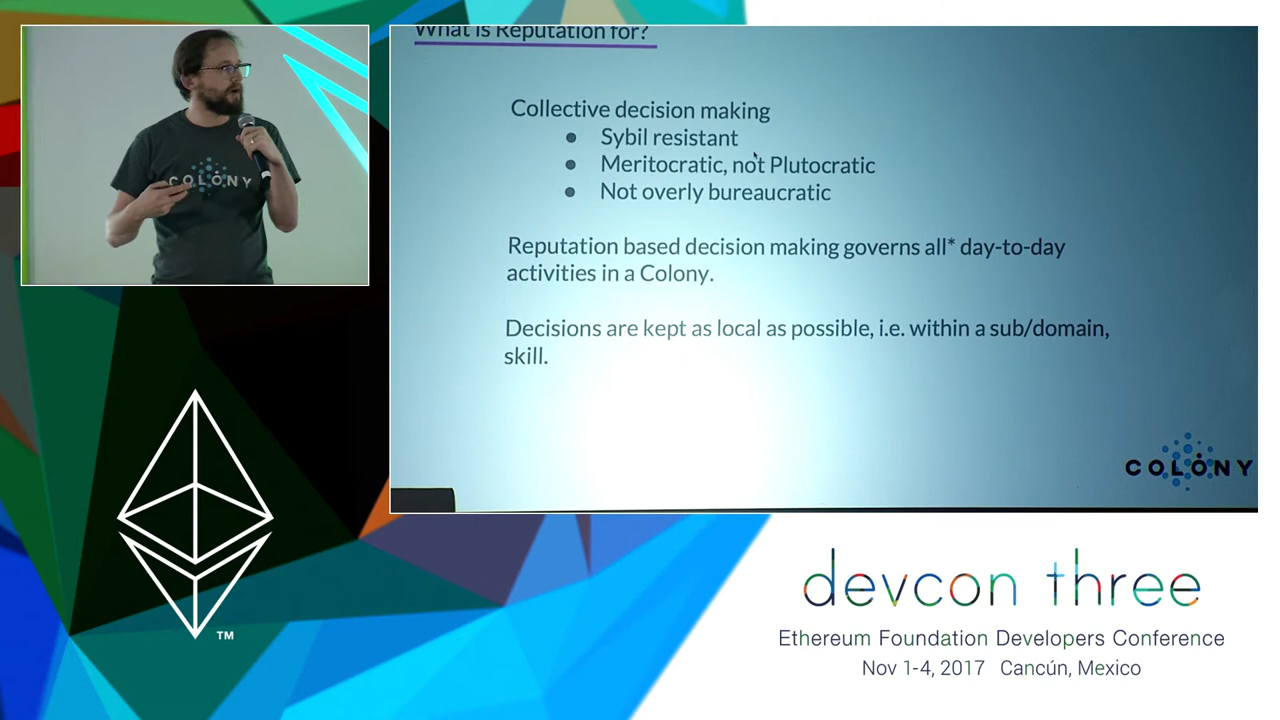 What is Reputation for?
Collective decision making
● Sybil resistant
● Meritocratic, not Plutocratic
● Not overly bureaucratic
Reputation based decision making governs all* day-to-day
activities in a Colony.
Decisions are kept as local as possible, i.e. within a sub/domain,
skill.
COLONY
COLONY
TM
devcon three
Ethereum Foundation Developers Conference
Nov 1-4, 2017 Cancún, Mexico